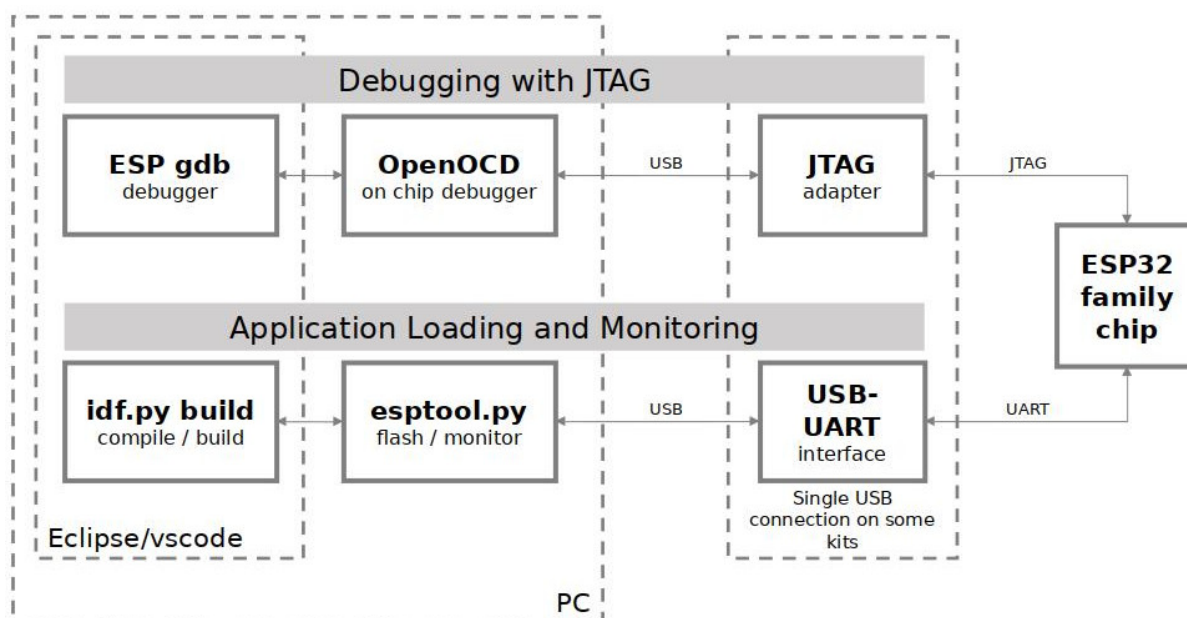 Debugging with JTAG
ESP gdb
debugger
OpenOCD
on chip debugger
USB
JTAG
adapter
JTAG
ESP32
family
chip
Application Loading and Monitoring
idf.py build
compile / build
esptool.py
flash / monitor
USB
USB-
UART
interface
UART
Single USB
connection on some
kits
Eclipse/vscode
PC